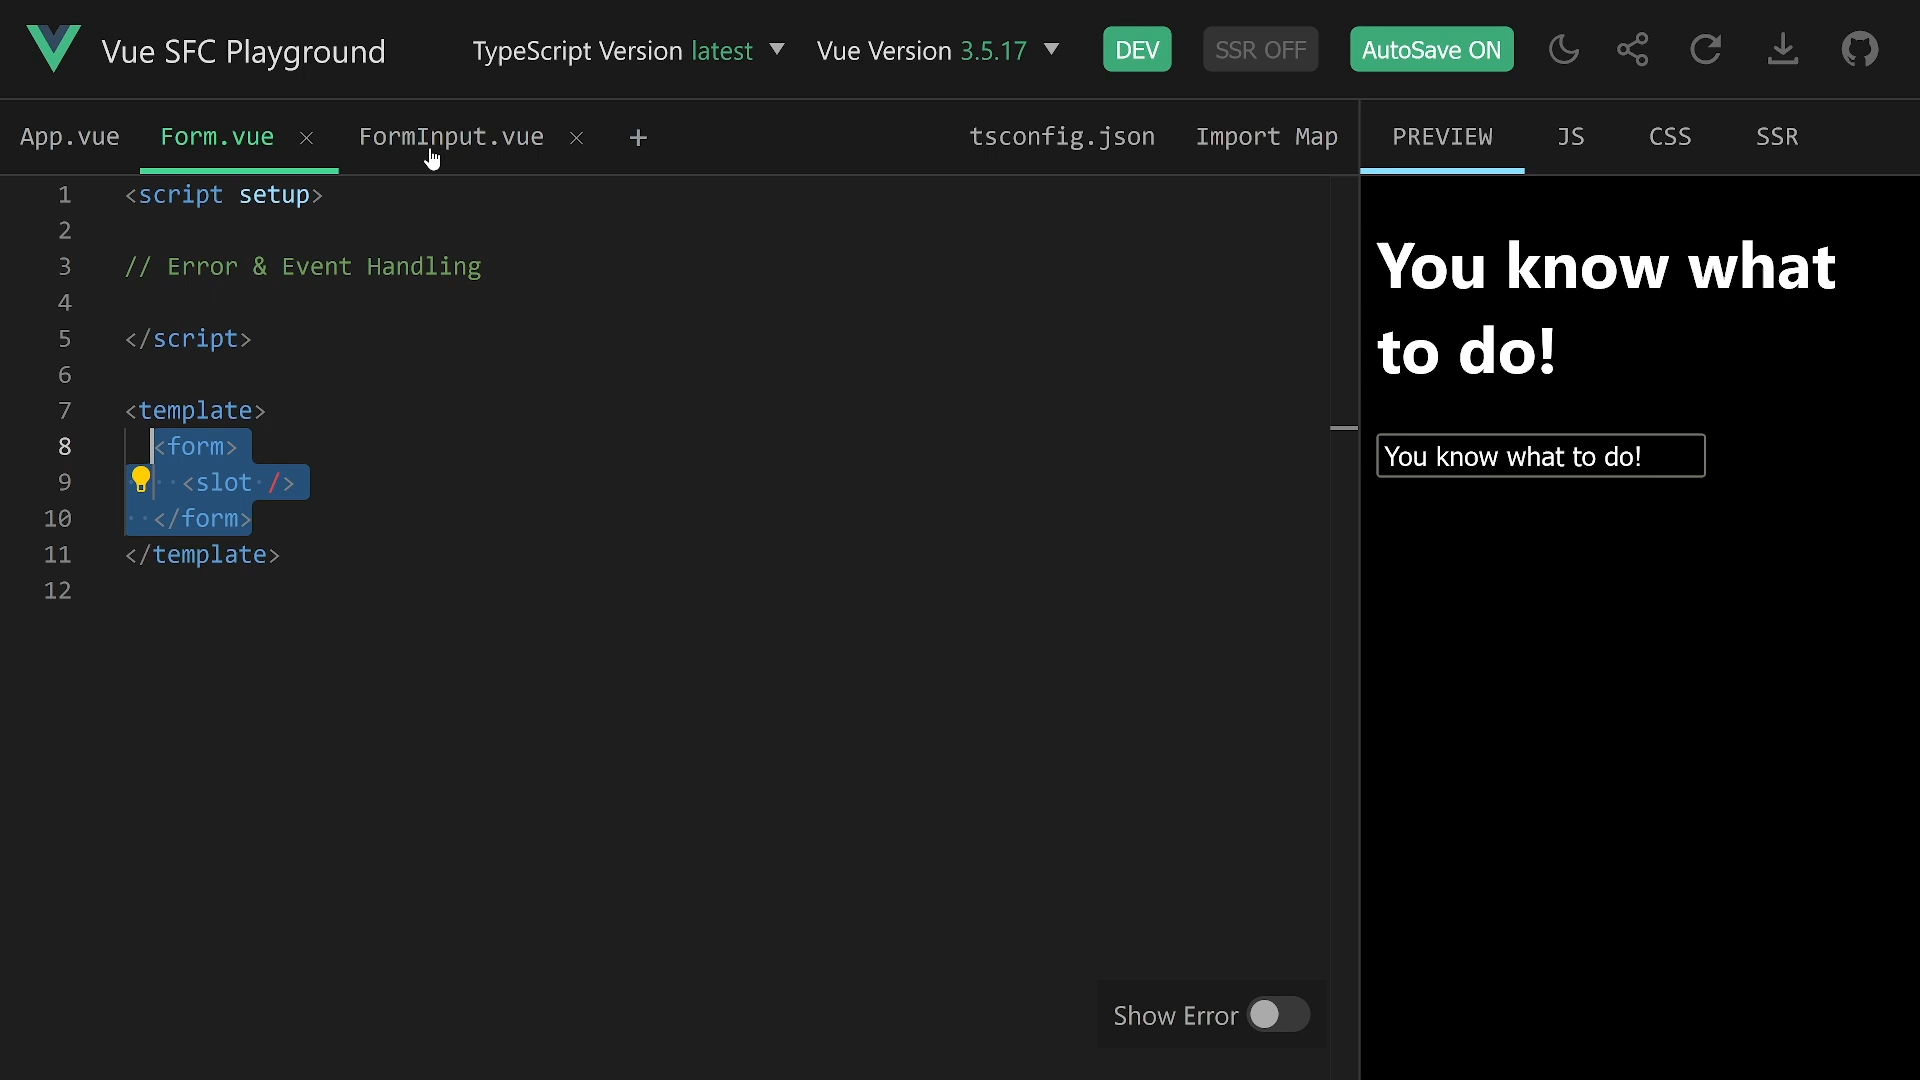 Vue SFC Playground
TypeScript Version latest
Vue Version 3.5.17
DEV
SSR OFF
AutoSave ON
App.vue
Form.vue
FormInput.vue
+
tsconfig.json
Import Map
PREVIEW
JS
CSS
SSR
1 <script setup>
2
3 // Error & Event Handling
4
5 </script>
6
7 <template>
8 <form>
9 <slot />
10 </form>
11 </template>
12
Show Error
You know what
to do!
You know what to do!